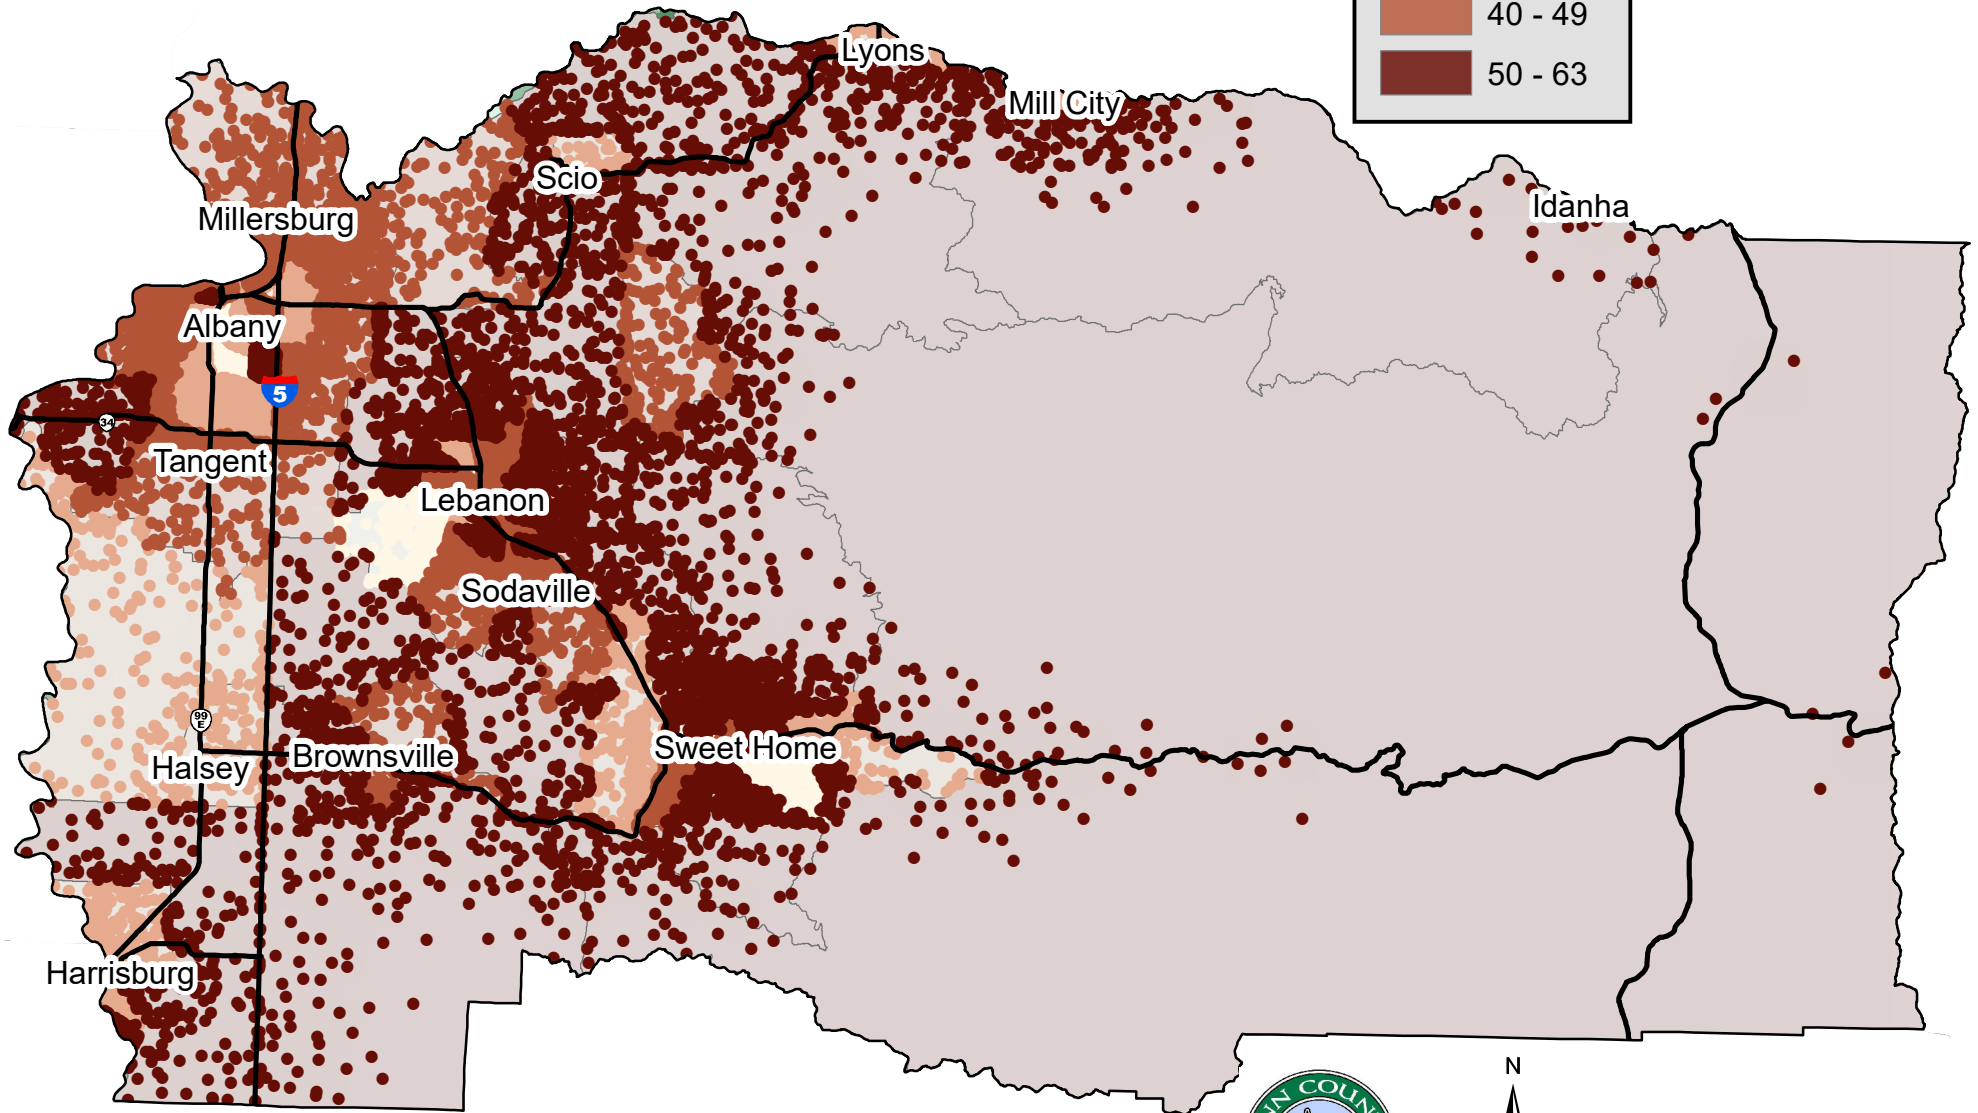 40 - 49
Lyons
50 - 63
Mill City
Scio
Idanha
Millersburg
Albany
5
34
Tangent
Lebanon
Sodaville
99
E
Sweet Home
Brownsville
Halsey
Harrisburg
N